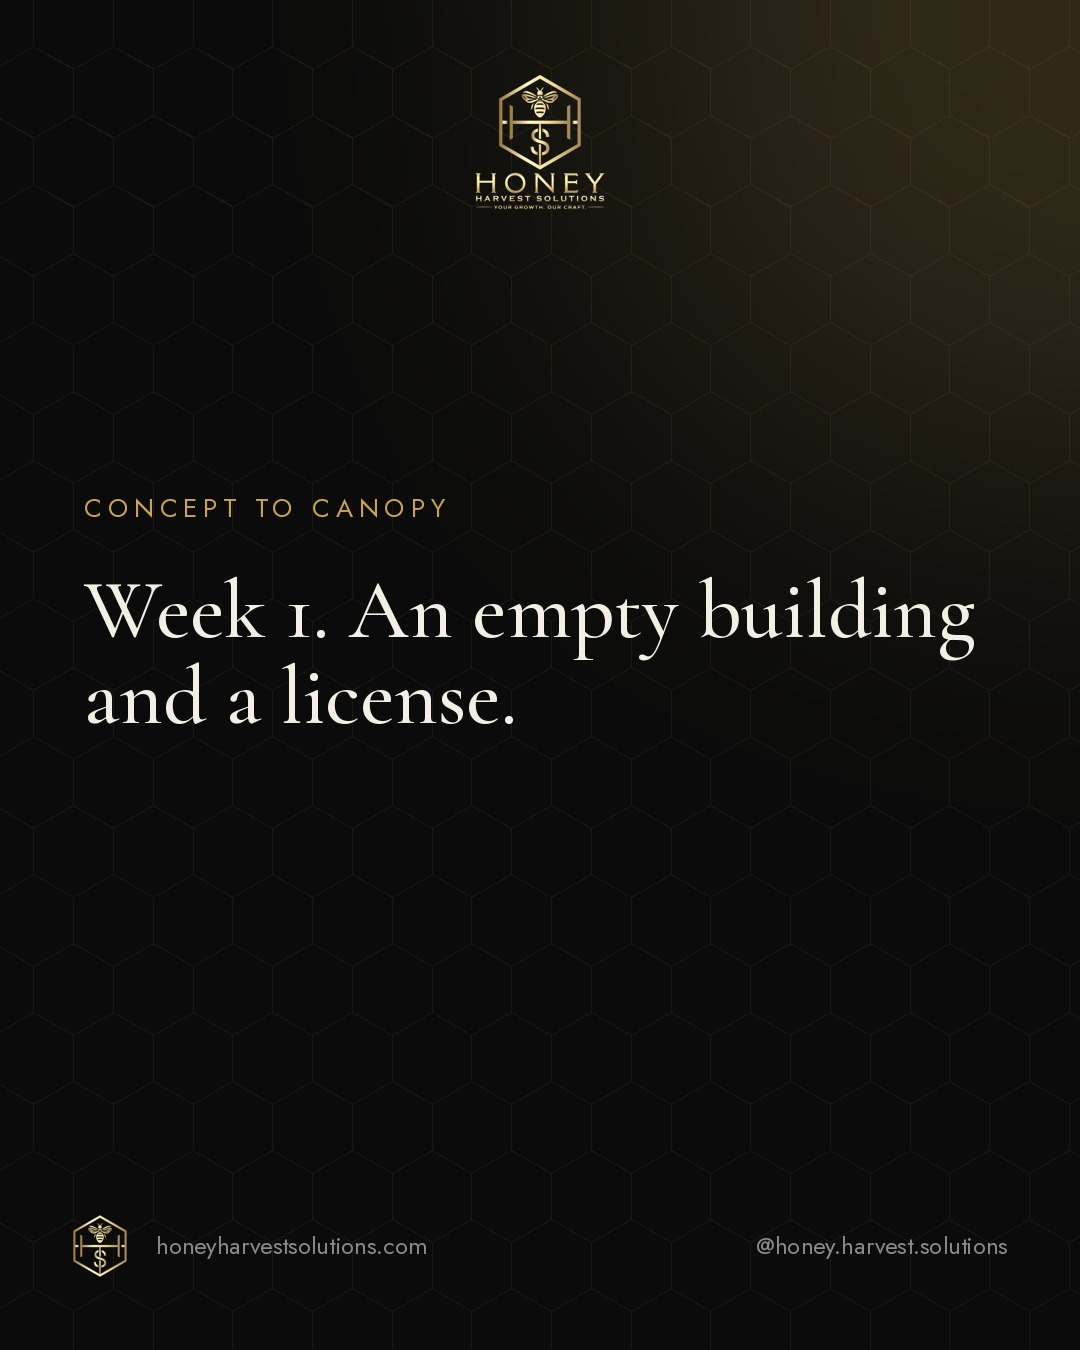 HONEY
HARVEST SOLUTIONS
YOUR GROWTH. OUR CRAFT.
CONCEPT TO CANOPY
Week 1. An empty building
and a license.
honeyharvestsolutions.com
@honey.harvest.solutions